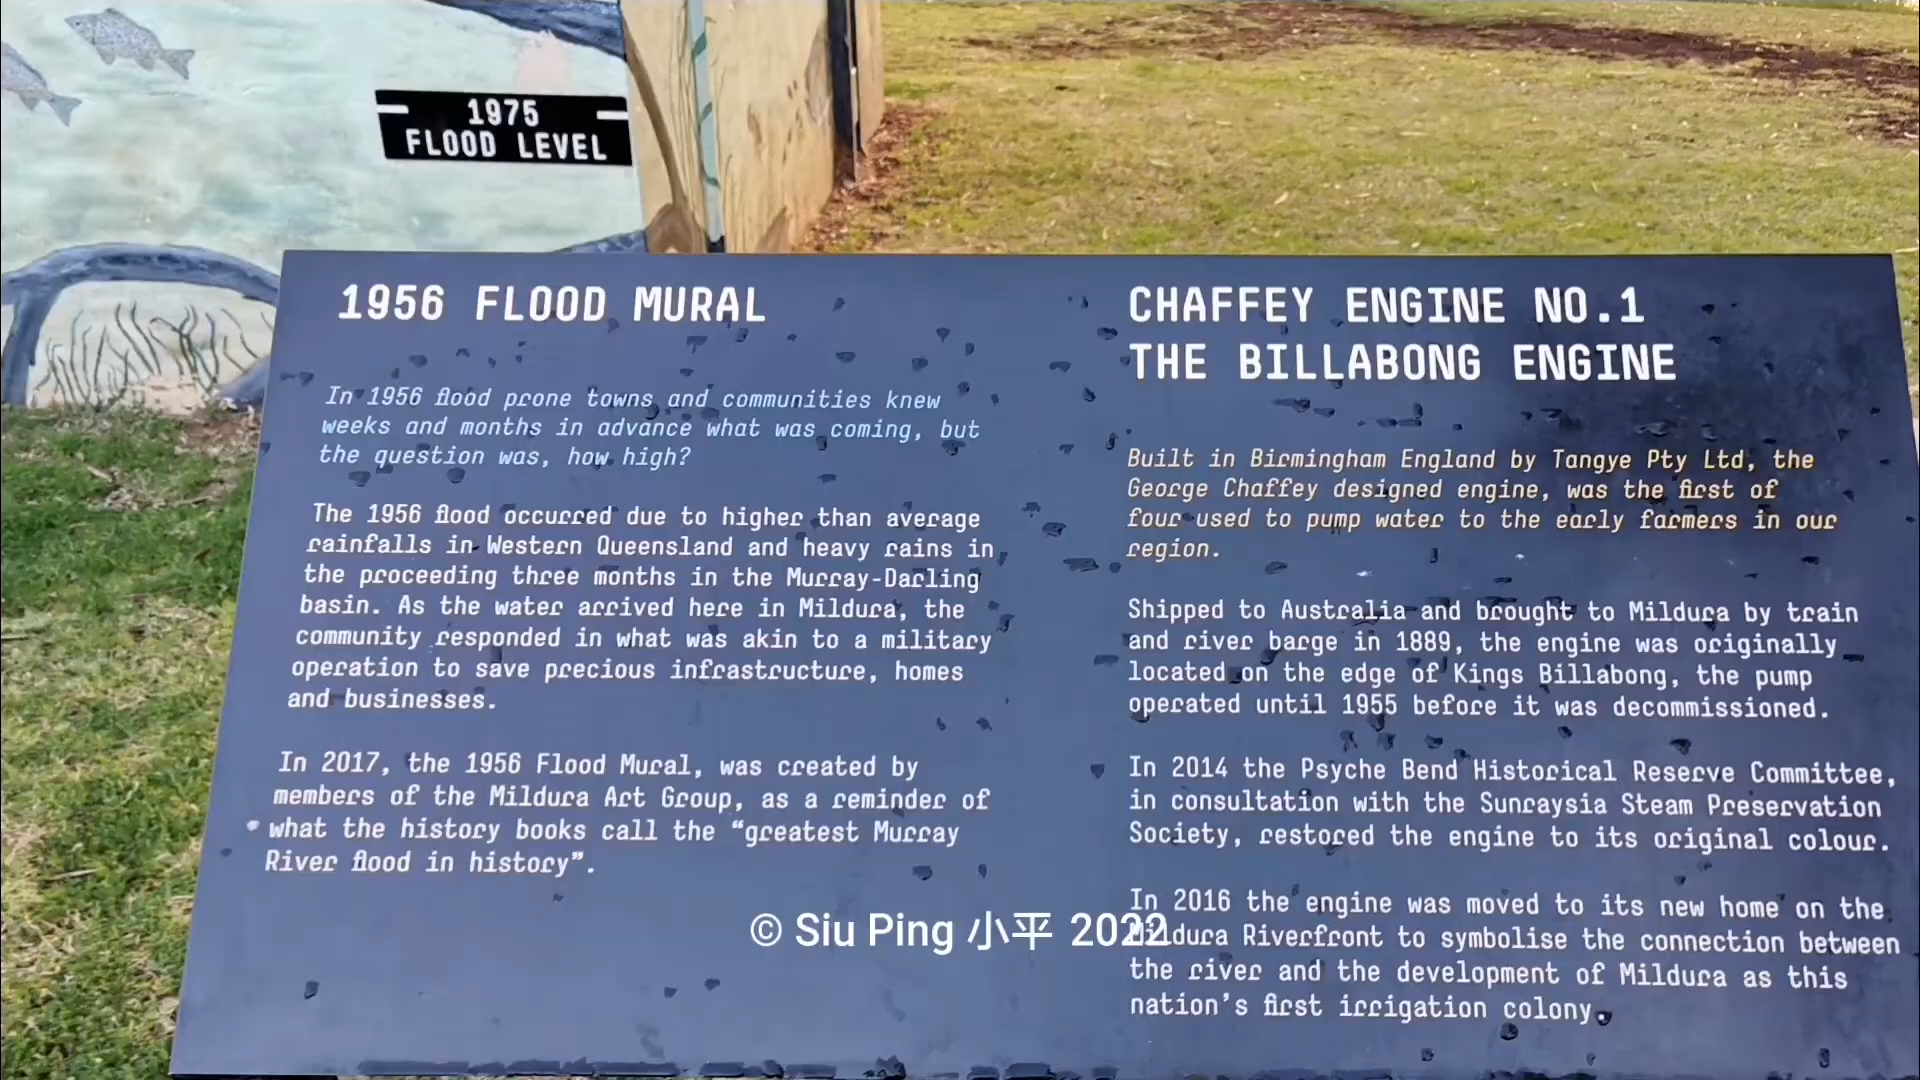 1975
FLOOD LEVEL
1956 FLOOD MURAL
In 1956 flood prone towns and communities knew
weeks and months in advance what was coming, but
the question was, how high?
The 1956 flood occurred due to higher than average
rainfalls in Western Queensland and heavy rains in
the proceeding three months in the Murray-Darling
basin. As the water arrived here in Mildura, the
community responded in what was akin to a military
operation to save precious infrastructure, homes
and businesses.
In 2017, the 1956 Flood Mural, was created by
members of the Mildura Art Group, as a reminder of
what the history books call the “greatest Murray
River flood in history”.
CHAFFEY ENGINE NO.1
THE BILLABONG ENGINE
Built in Birmingham England by Tangye Pty Ltd, the
George Chaffey designed engine, was the first of
four used to pump water to the early farmers in our
region.
Shipped to Australia and brought to Mildura by train
and river barge in 1889, the engine was originally
located on the edge of Kings Billabong, the pump
operated until 1955 before it was decommissioned.
In 2014 the Psyche Bend Historical Reserve Committee,
in consultation with the Sunraysia Steam Preservation
Society, restored the engine to its original colour.
In 2016 the engine was moved to its new home on the
Mildura Riverfront to symbolise the connection between
the river and the development of Mildura as this
nation's first irrigation colony.
© Siu Ping 小平 2022